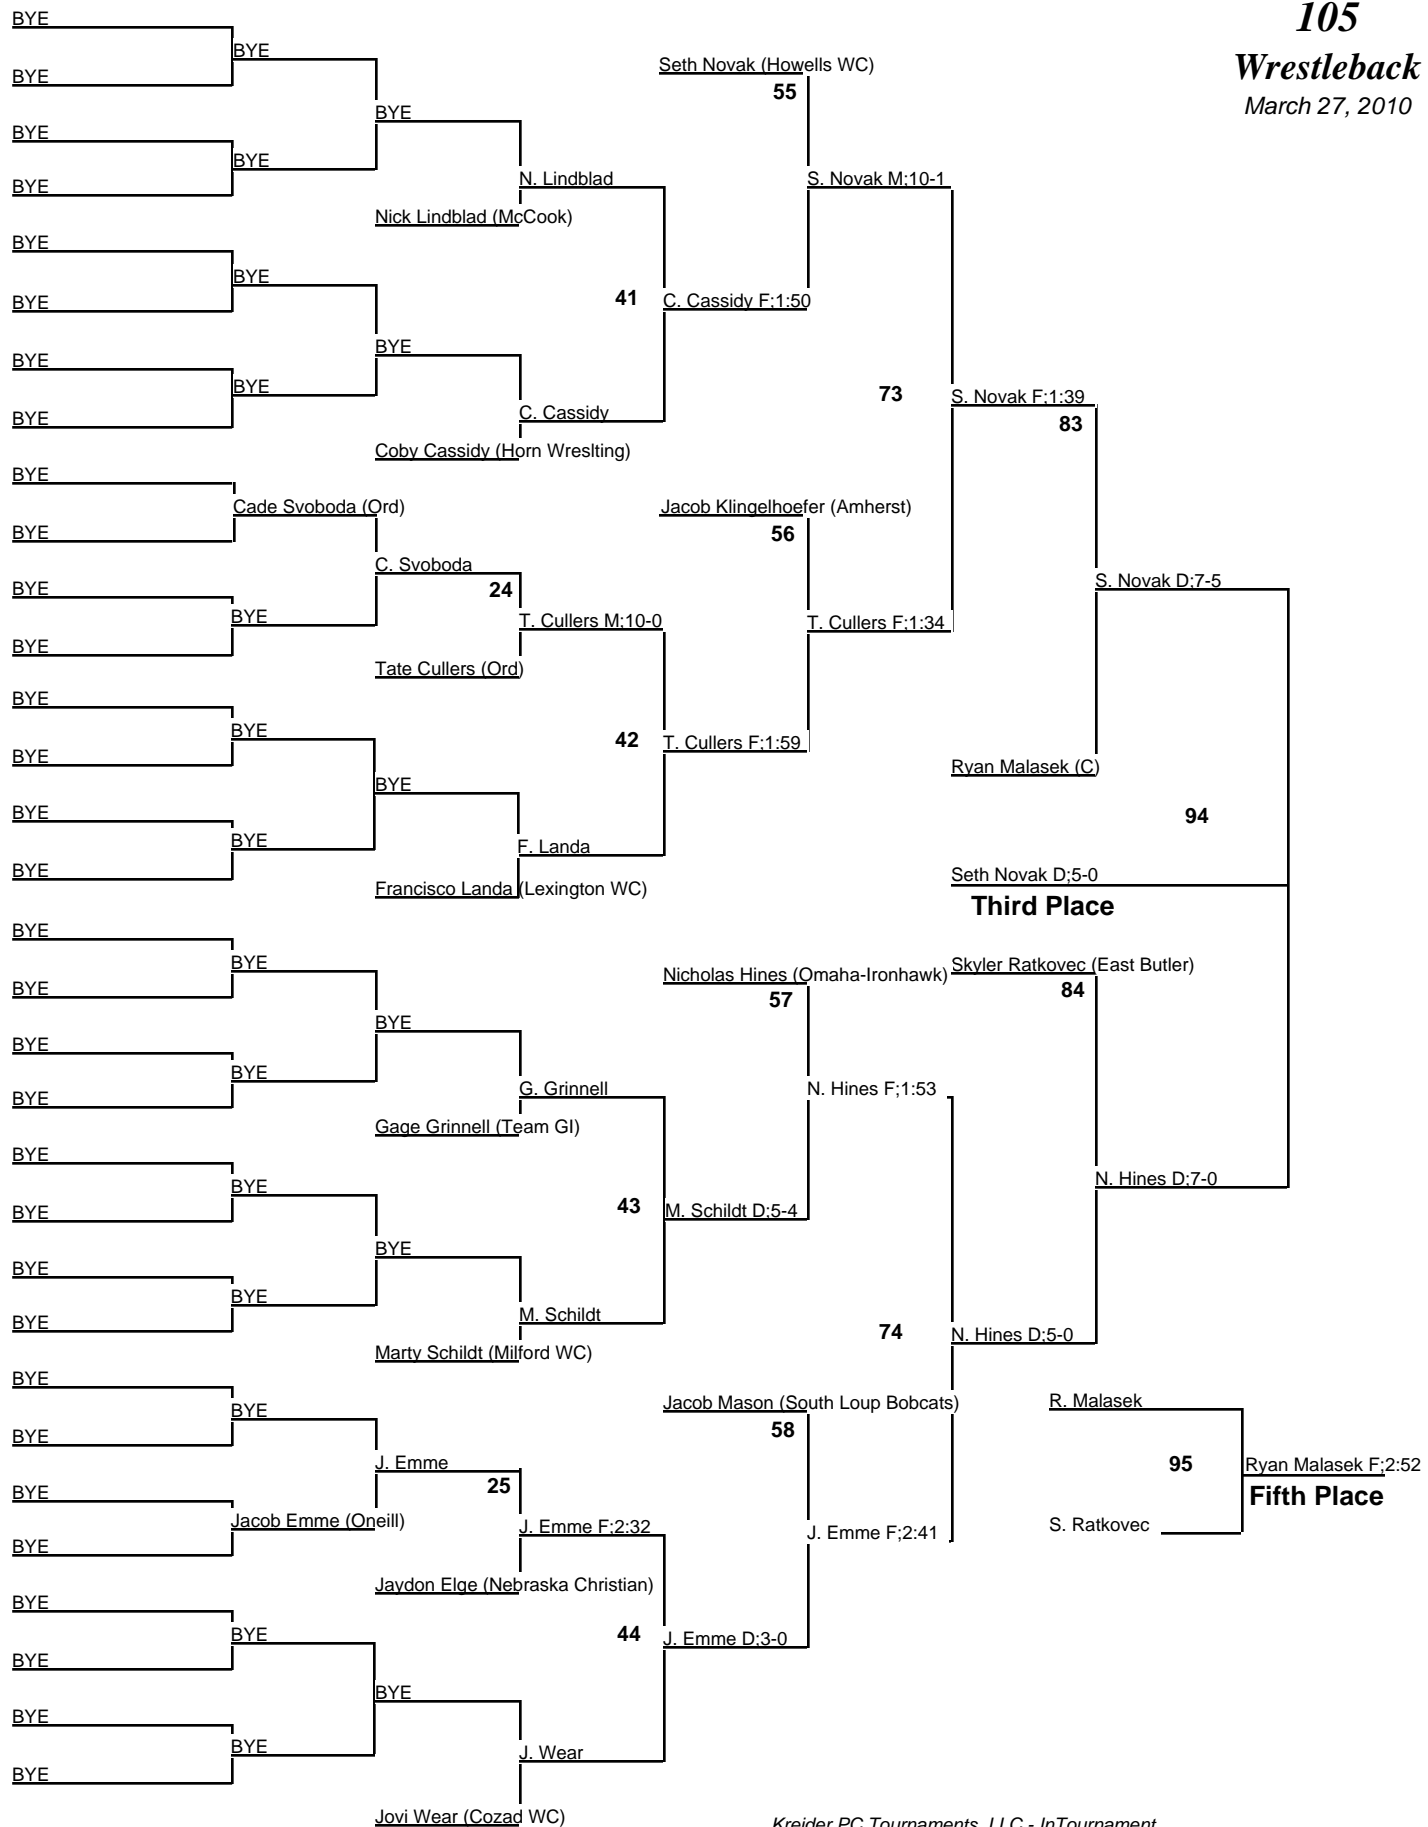 105
Wrestleback
March 27, 2010
BYE
BYE
BYE
Seth Novak (Howells WC)
BYE
55
BYE
BYE
BYE
BYE
N. Lindblad
S. Novak M;10-1
Nick Lindblad (McCook)
BYE
BYE
BYE
41
C. Cassidy F;1:50
BYE
BYE
BYE
73
S. Novak F;1:39
BYE
C. Cassidy
83
Coby Cassidy (Horn Wreslting)
BYE
Cade Svoboda (Ord)
Jacob Klingelhoefer (Amherst)
BYE
56
C. Svoboda
BYE
24
S. Novak D;7-5
BYE
T. Cullers M;10-0
T. Cullers F;1:34
BYE
Tate Cullers (Ord)
BYE
BYE
42
T. Cullers F;1:59
BYE
Ryan Malasek (C)
BYE
BYE
94
BYE
F. Landa
BYE
Seth Novak D;5-0
Francisco Landa (Lexington WC)
Third Place
BYE
BYE
Nicholas Hines (Omaha-Ironhawk)
Skyler Ratkovec (East Butler)
BYE
57
84
BYE
BYE
BYE
BYE
G. Grinnell
N. Hines F;1:53
Gage Grinnell (Team GI)
BYE
BYE
N. Hines D;7-0
BYE
43
M. Schildt D;5-4
BYE
BYE
BYE
BYE
M. Schildt
74
N. Hines D;5-0
Marty Schildt (Milford WC)
BYE
BYE
Jacob Mason (South Loup Bobcats)
R. Malasek
BYE
58
J. Emme
95
Ryan Malasek F;2:52
BYE
25
Fifth Place
Jacob Emme (Oneill)
J. Emme F;2:32
J. Emme F;2:41
S. Ratkovec
BYE
Jaydon Elge (Nebraska Christian)
BYE
BYE
44
J. Emme D;3-0
BYE
BYE
BYE
BYE
J. Wear
BYE
Jovi Wear (Cozad WC)
Kreider PC Tournaments, LLC - InTournament